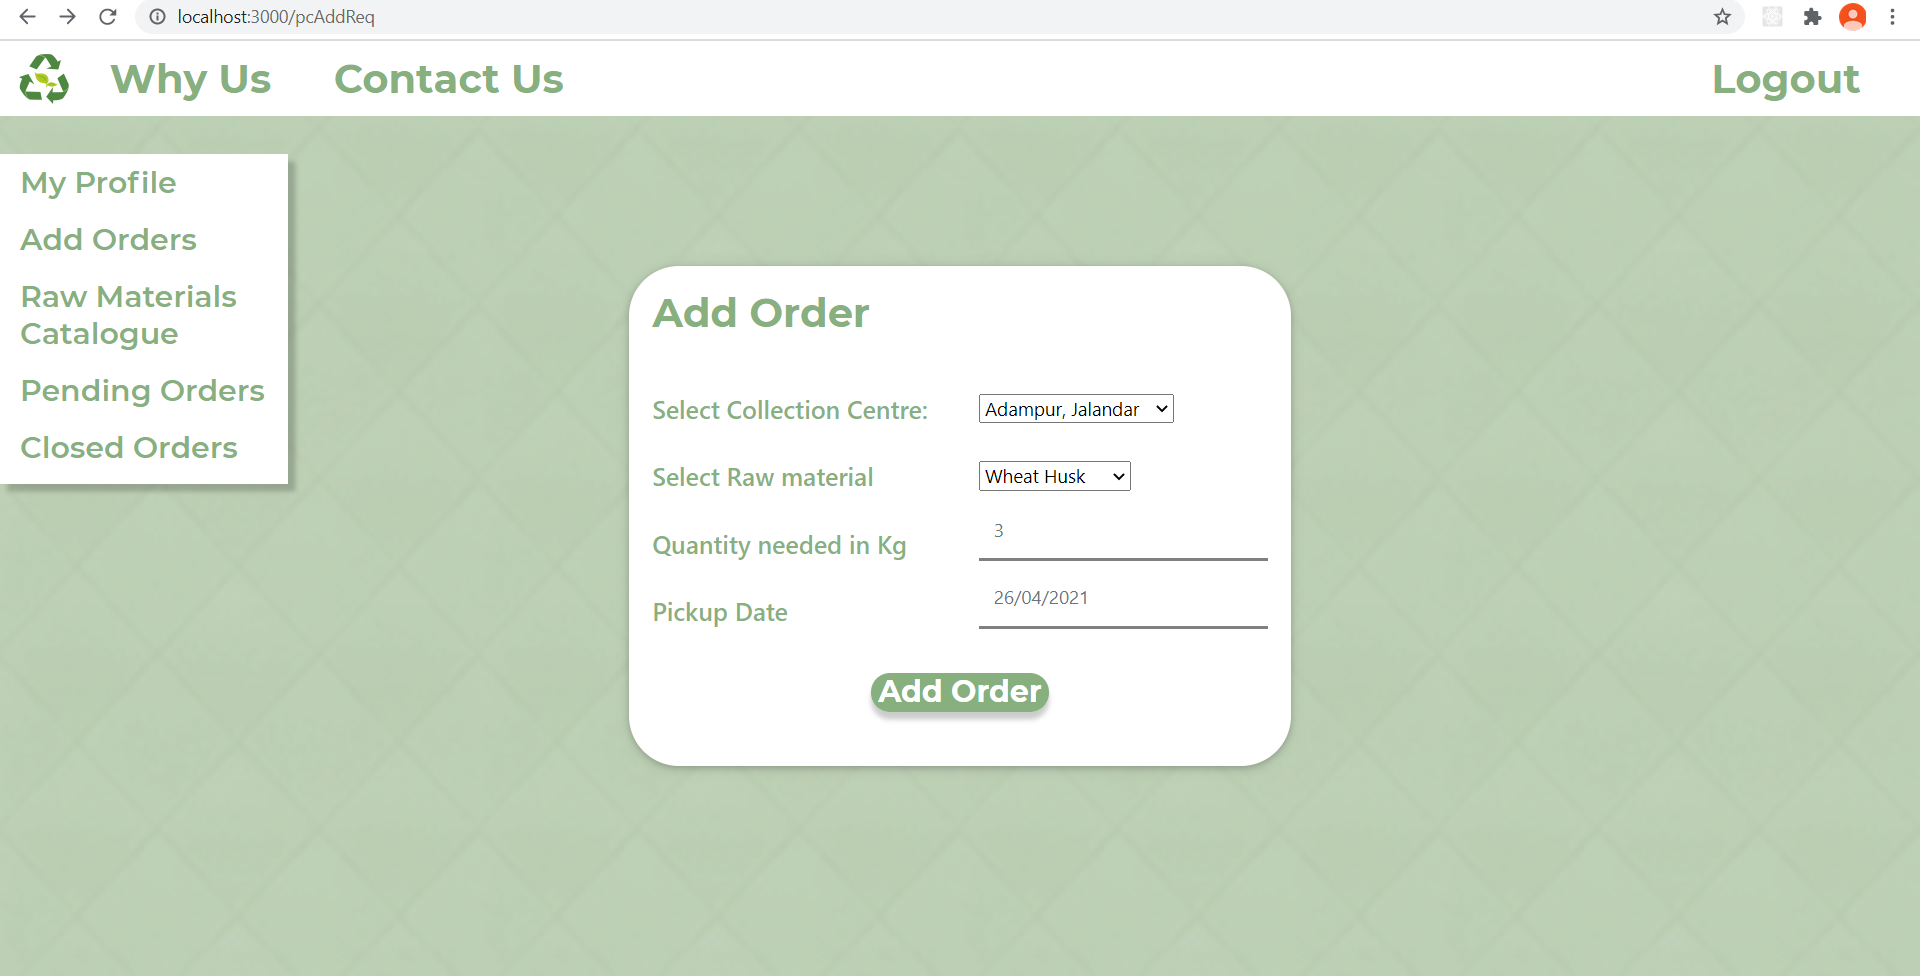 localhost:3000/pcAddReq
Why Us
Contact Us
Logout
My Profile
Add Orders
Raw Materials
Catalogue
Pending Orders
Closed Orders
Add Order
Select Collection Centre:
Adampur, Jalandar
Select Raw material
Wheat Husk
Quantity needed in Kg
3
Pickup Date
26/04/2021
Add Order